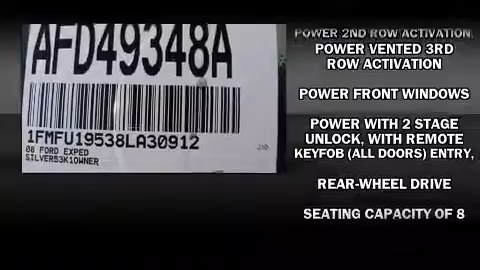 AFD49348A
1FMFU19538LA30912
08 FORD EXPED
SILVER53K1OWNER
J10
POWER 2ND ROW ACTIVATION,
POWER VENTED 3RD
ROW ACTIVATION
POWER FRONT WINDOWS
POWER WITH 2 STAGE
UNLOCK, WITH REMOTE
KEYFOB (ALL DOORS) ENTRY,
REAR-WHEEL DRIVE
SEATING CAPACITY OF 8